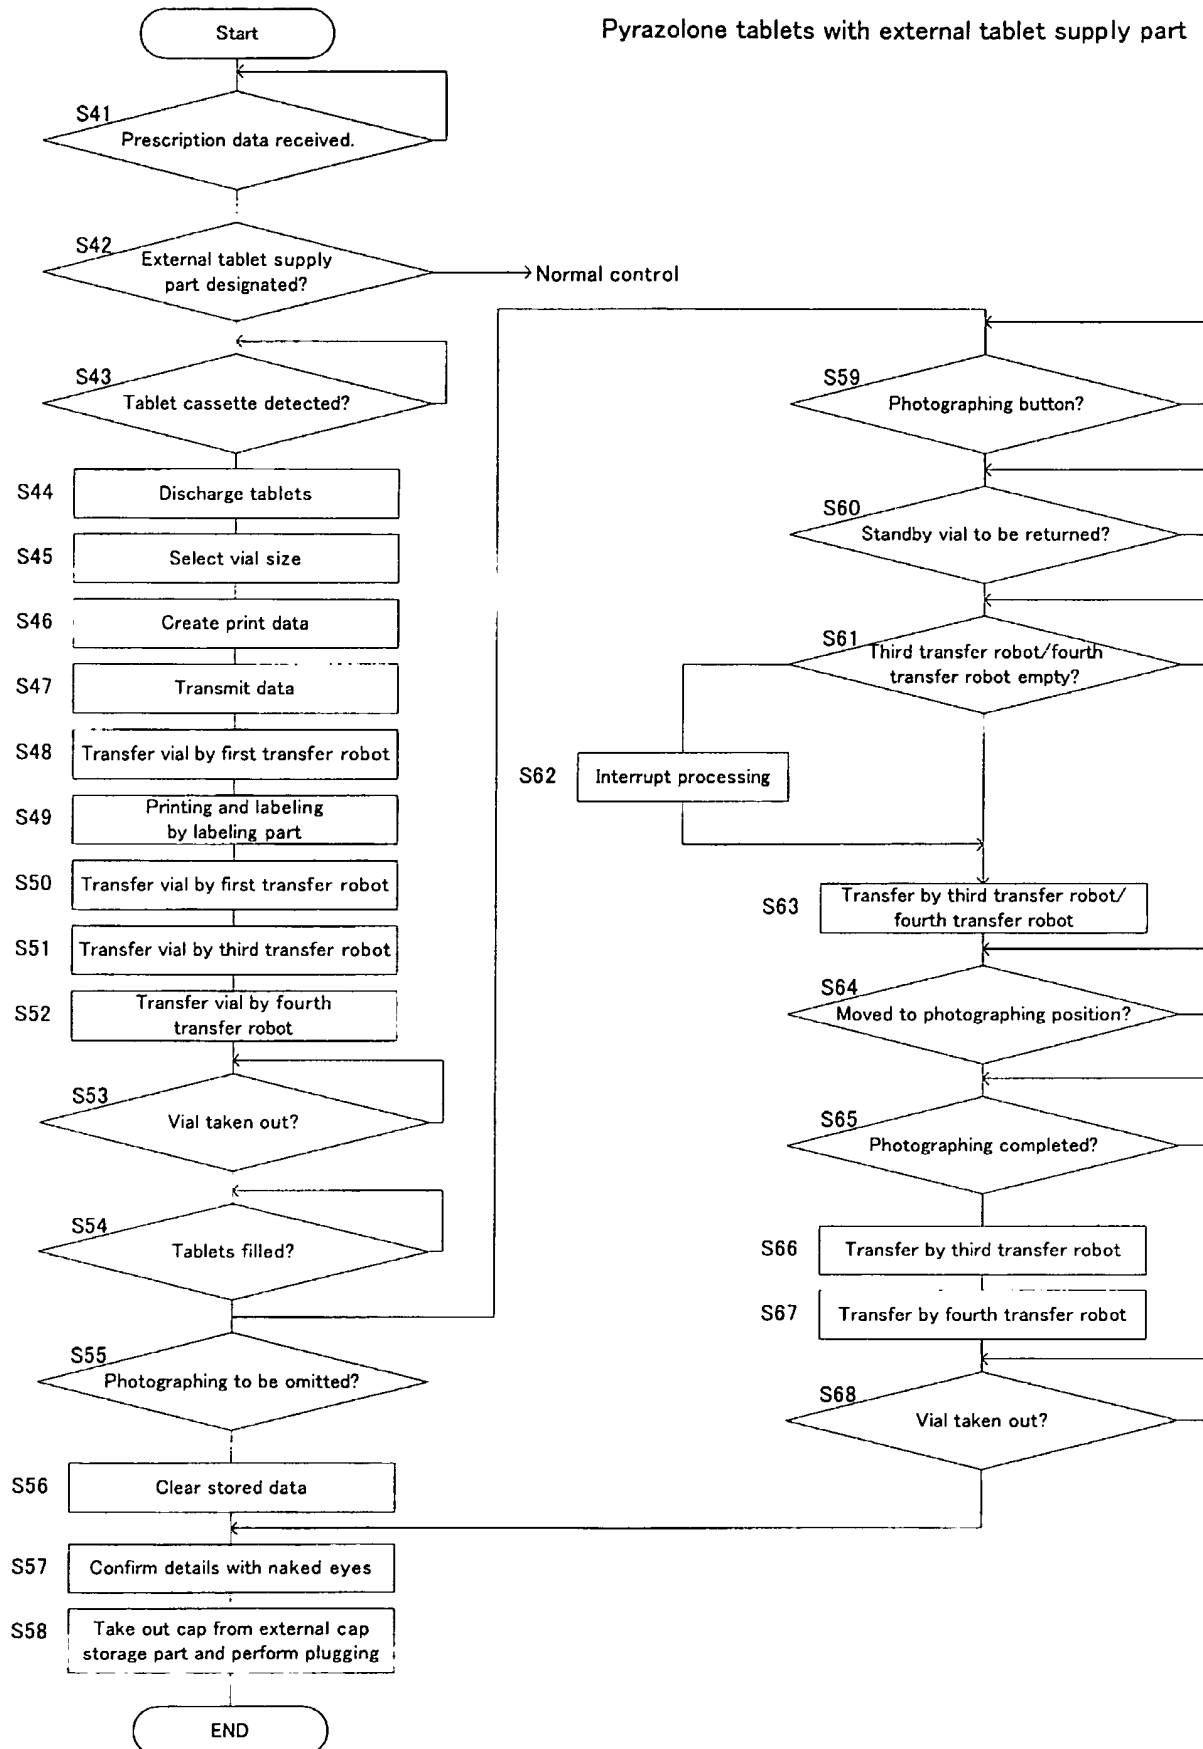 Pyrazolone tablets with external tablet supply part
Start
S41
Prescription data received.
S42
External tablet supply
part designated?
Normal control
S43
Tablet cassette detected?
S44
Discharge tablets
S45
Select vial size
S46
Create print data
S47
Transmit data
S48
Transfer vial by first transfer robot
S49
Printing and labeling
by labeling part
S50
Transfer vial by first transfer robot
S51
Transfer vial by third transfer robot
S52
Transfer vial by fourth
transfer robot
S53
Vial taken out?
S54
Tablets filled?
S55
Photographing to be omitted?
S56
Clear stored data
S57
Confirm details with naked eyes
S58
Take out cap from external cap
storage part and perform plugging
END
S59
Photographing button?
S60
Standby vial to be returned?
S61
Third transfer robot/fourth
transfer robot empty?
S62
Interrupt processing
S63
Transfer by third transfer robot/
fourth transfer robot
S64
Moved to photographing position?
S65
Photographing completed?
S66
Transfer by third transfer robot
S67
Transfer by fourth transfer robot
S68
Vial taken out?